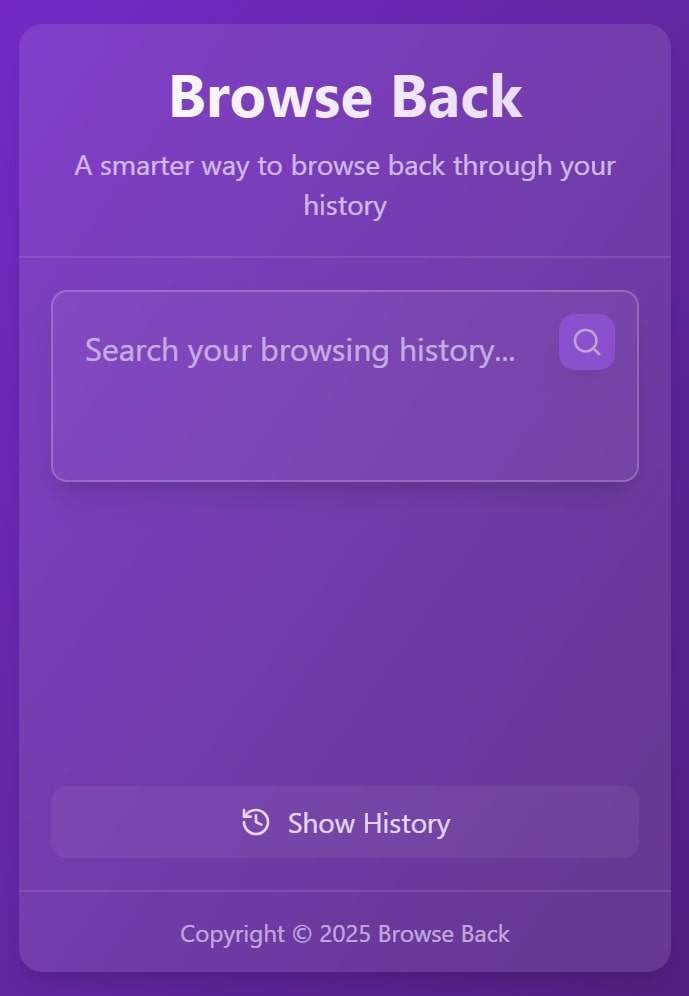 Browse Back
A smarter way to browse back through your
history
Search your browsing history...
Show History
Copyright © 2025 Browse Back